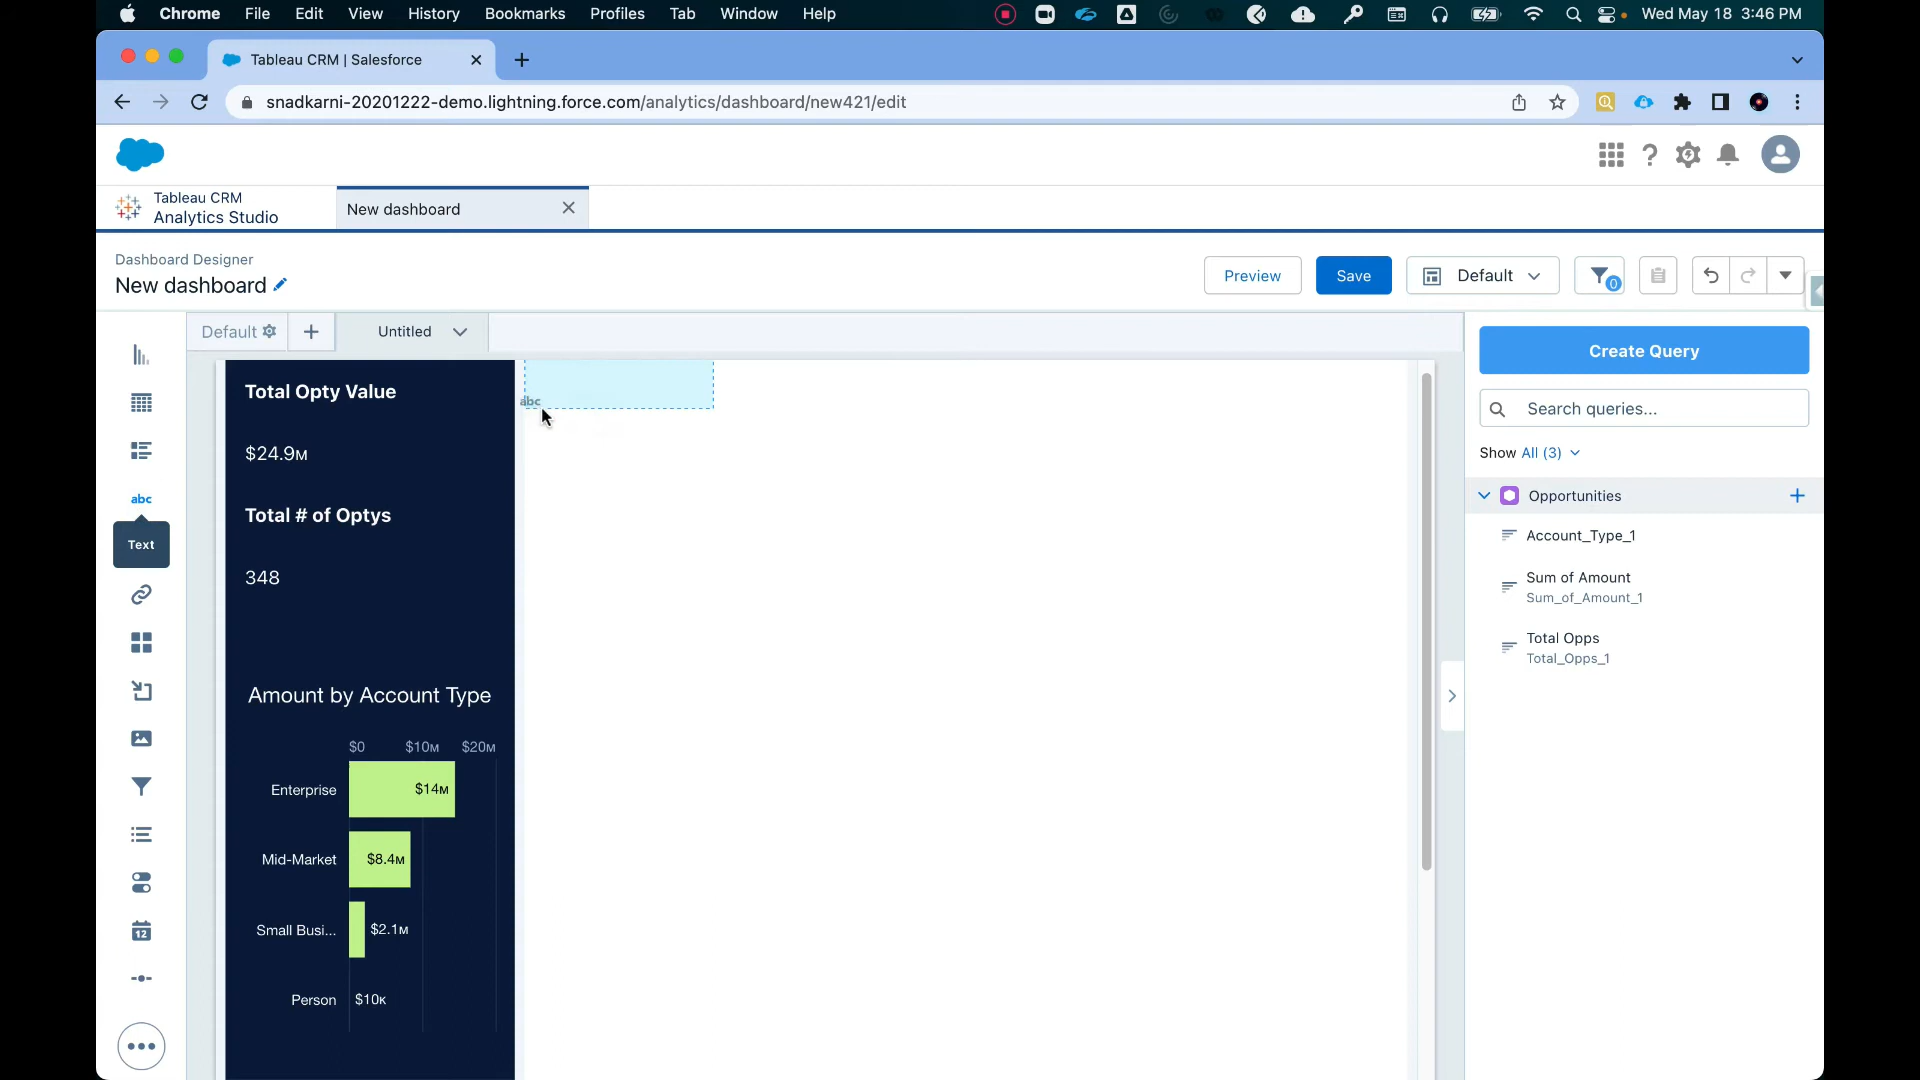 Chrome File Edit View History Bookmarks Profiles Tab Window Help Wed May 18 3:46 PM
Tableau CRM | Salesforce
snadkarni-20201222-demo.lightning.force.com/analytics/dashboard/new421/edit
Tableau CRM
Analytics Studio
New dashboard
Dashboard Designer
New dashboard
Preview
Save
Default
0
Default
Untitled
abc
Text
12
Total Opty Value
$24.9M
Total # of Optys
348
Amount by Account Type
$0 $10M $20M
Enterprise $14M
Mid-Market $8.4M
Small Busi... $2.1M
Person $10K
abc
Create Query
Search queries...
Show All (3)
Opportunities
Account_Type_1
Sum of Amount
Sum_of_Amount_1
Total Opps
Total_Opps_1